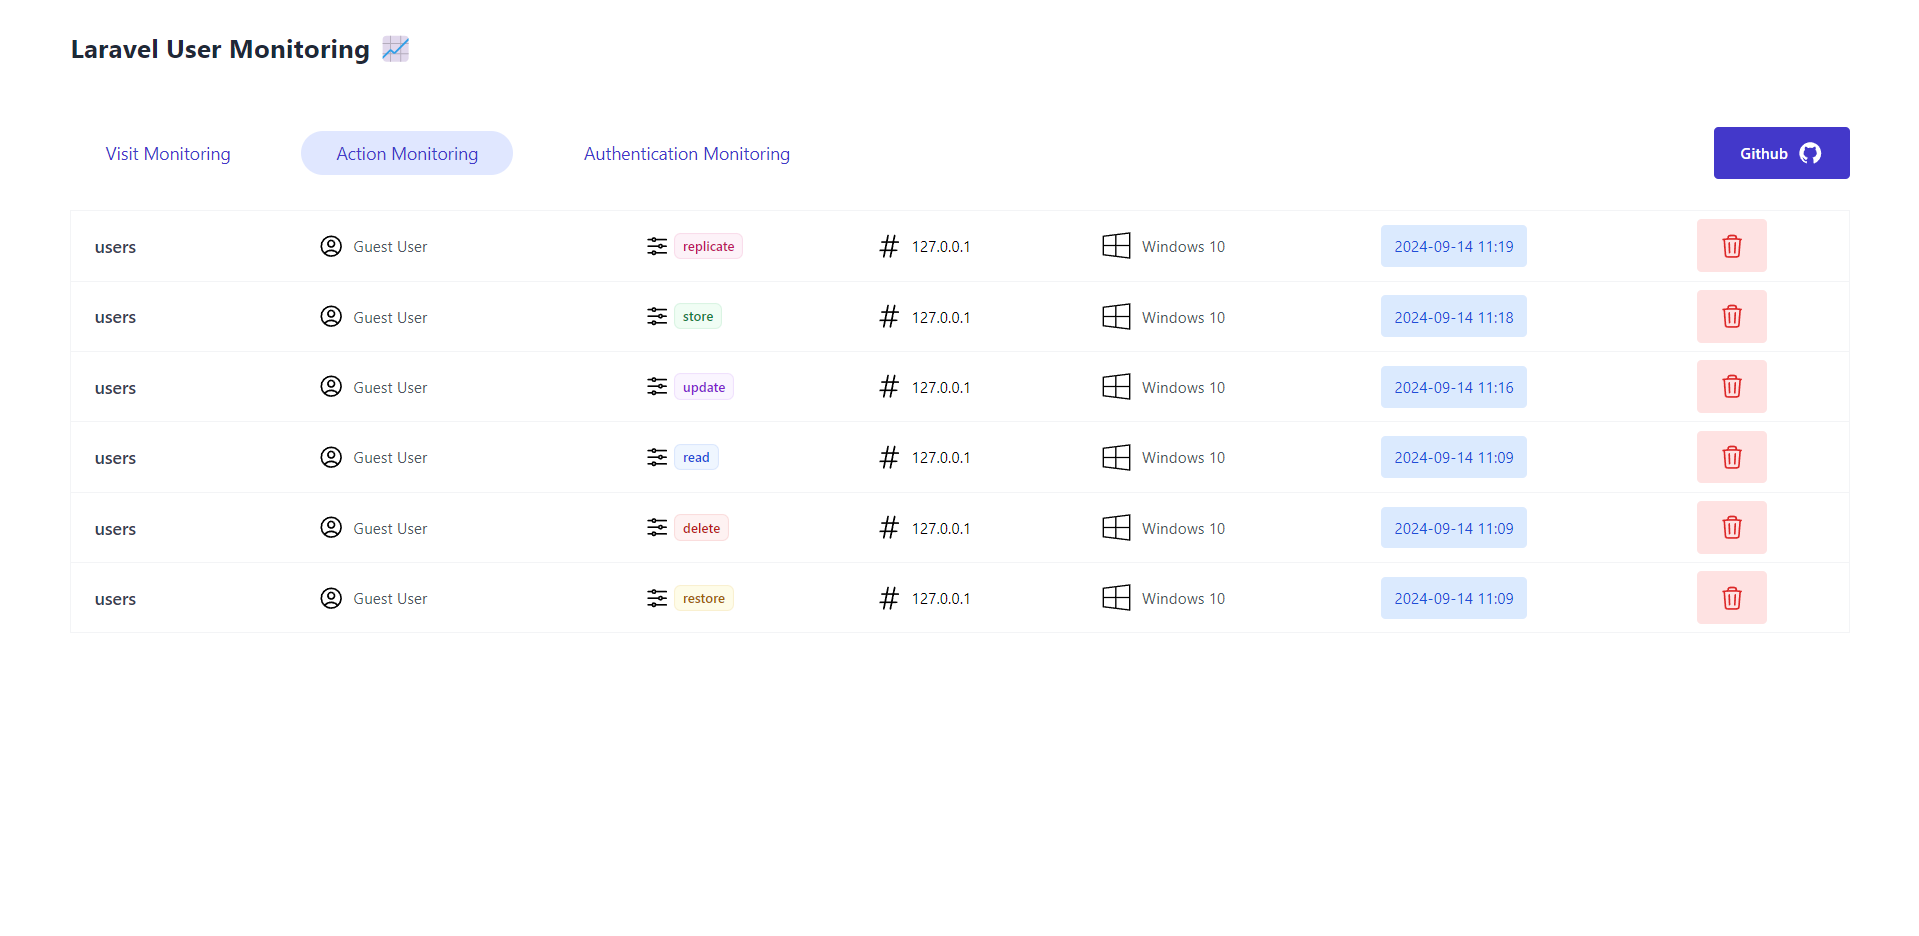 Laravel User Monitoring
Visit Monitoring Action Monitoring Authentication Monitoring Github
users Guest User replicate 127.0.0.1 Windows 10 2024-09-14 11:19
users Guest User store 127.0.0.1 Windows 10 2024-09-14 11:18
users Guest User update 127.0.0.1 Windows 10 2024-09-14 11:16
users Guest User read 127.0.0.1 Windows 10 2024-09-14 11:09
users Guest User delete 127.0.0.1 Windows 10 2024-09-14 11:09
users Guest User restore 127.0.0.1 Windows 10 2024-09-14 11:09